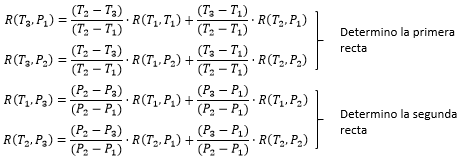 R(T₃, P₁) = (T₂ − T₃)/(T₂ − T₁) · R(T₁, T₁) + (T₃ − T₁)/(T₂ − T₁) · R(T₂, P₁)
R(T₃, P₂) = (T₂ − T₃)/(T₂ − T₁) · R(T₁, P₂) + (T₃ − T₁)/(T₂ − T₁) · R(T₂, P₂)
Determino la primera
recta
R(T₁, P₃) = (P₂ − P₃)/(P₂ − P₁) · R(T₁, P₁) + (P₃ − P₁)/(P₂ − P₁) · R(T₁, P₂)
R(T₂, P₃) = (P₂ − P₃)/(P₂ − P₁) · R(T₂, P₁) + (P₃ − P₁)/(P₂ − P₁) · R(T₂, P₂)
Determino la segunda
recta